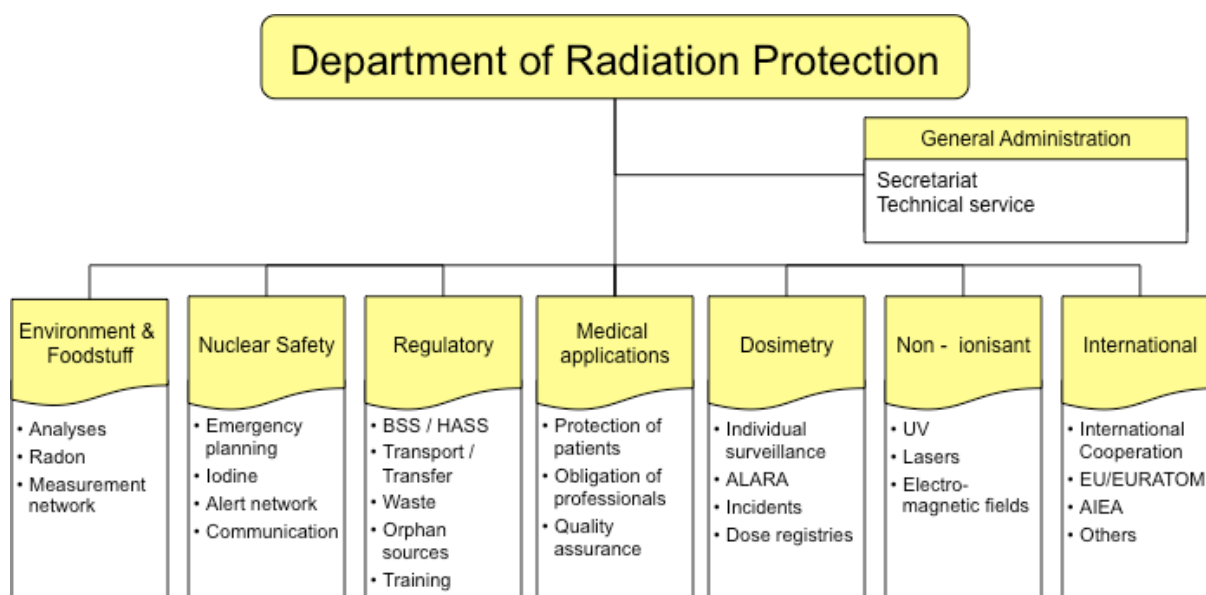 Department of Radiation Protection
General Administration
Secretariat
Technical service
Environment &
Foodstuff
• Analyses
• Radon
• Measurement
network
Nuclear Safety
• Emergency
planning
• Iodine
• Alert network
• Communication
Regulatory
• BSS / HASS
• Transport /
Transfer
• Waste
• Orphan
sources
• Training
Medical
applications
• Protection of
patients
• Obligation of
professionals
• Quality
assurance
Dosimetry
• Individual
surveillance
• ALARA
• Incidents
• Dose registries
Non - ionisant
• UV
• Lasers
• Electro-
magnetic fields
International
• International
Cooperation
• EU/EURATOM
• AIEA
• Others